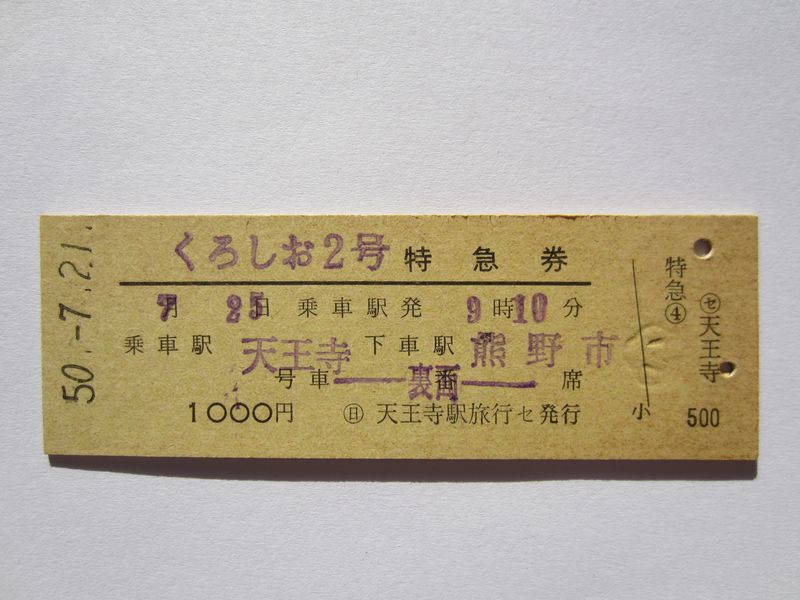 50.-7.21.
くろしお2号 特急券
7月25日 乗車駅発 9時10分
乗車駅 天王寺 下車駅 熊野市
号車 裏面 番 席
1000円 ㊐ 天王寺駅旅行セ発行
小
特急④
㋝天王寺
500